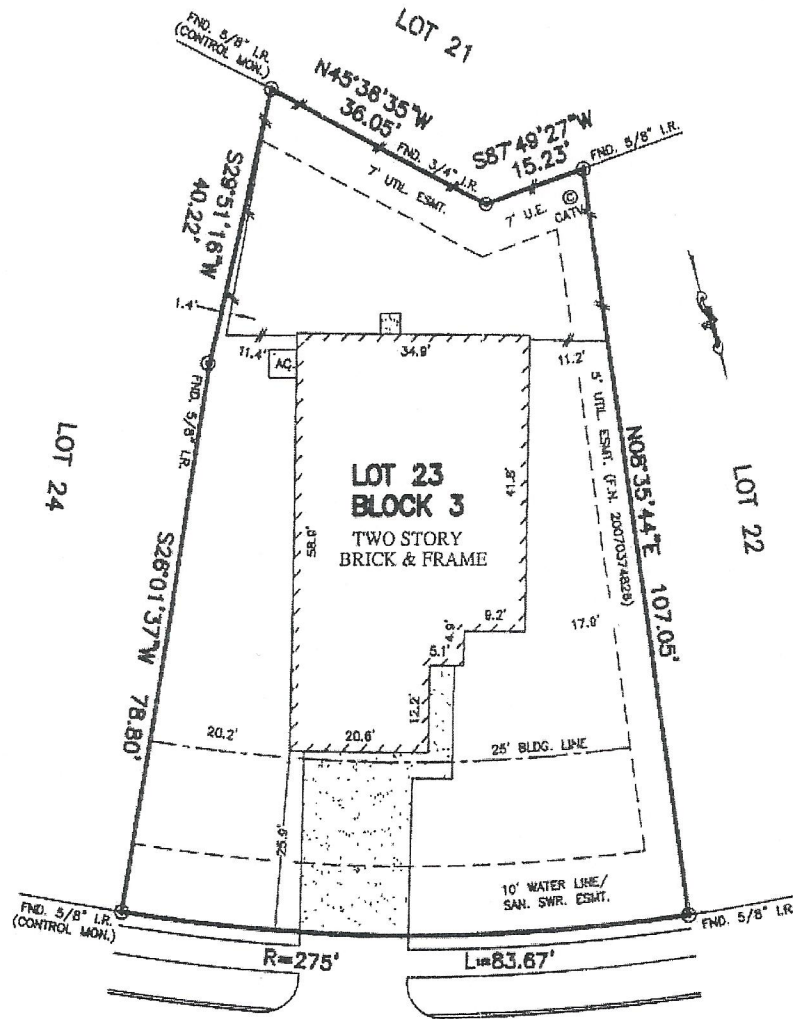 LOT 21
FND. 5/8" I.R.
(CONTROL MON.)
N45°38'35"W
36.05'
FND. 3/4" I.R.
S87°49'27"W
15.23'
FND. 5/8" I.R.
7' UTIL. ESMT.
7' U.E.
©
CATV
S29°51'16"W
40.22'
1.4'
11.4'
34.9'
11.2'
AC
FND. 5/8" I.R.
LOT 24
LOT 23
BLOCK 3
TWO STORY
BRICK & FRAME
58.9'
41.8'
5' UTIL. ESMT. (F.N. 20070374828)
N08°35'44"E 107.05'
LOT 22
S26°01'37"W 78.80'
9.2'
4.9'
5.1'
17.0'
12.2'
20.2'
20.6'
25' BLDG. LINE
25.9'
10' WATER LINE/
SAN. SWR. ESMT.
FND. 5/8" I.R.
(CONTROL MON.)
FND. 5/8" I.R.
R=275'
L=83.67'